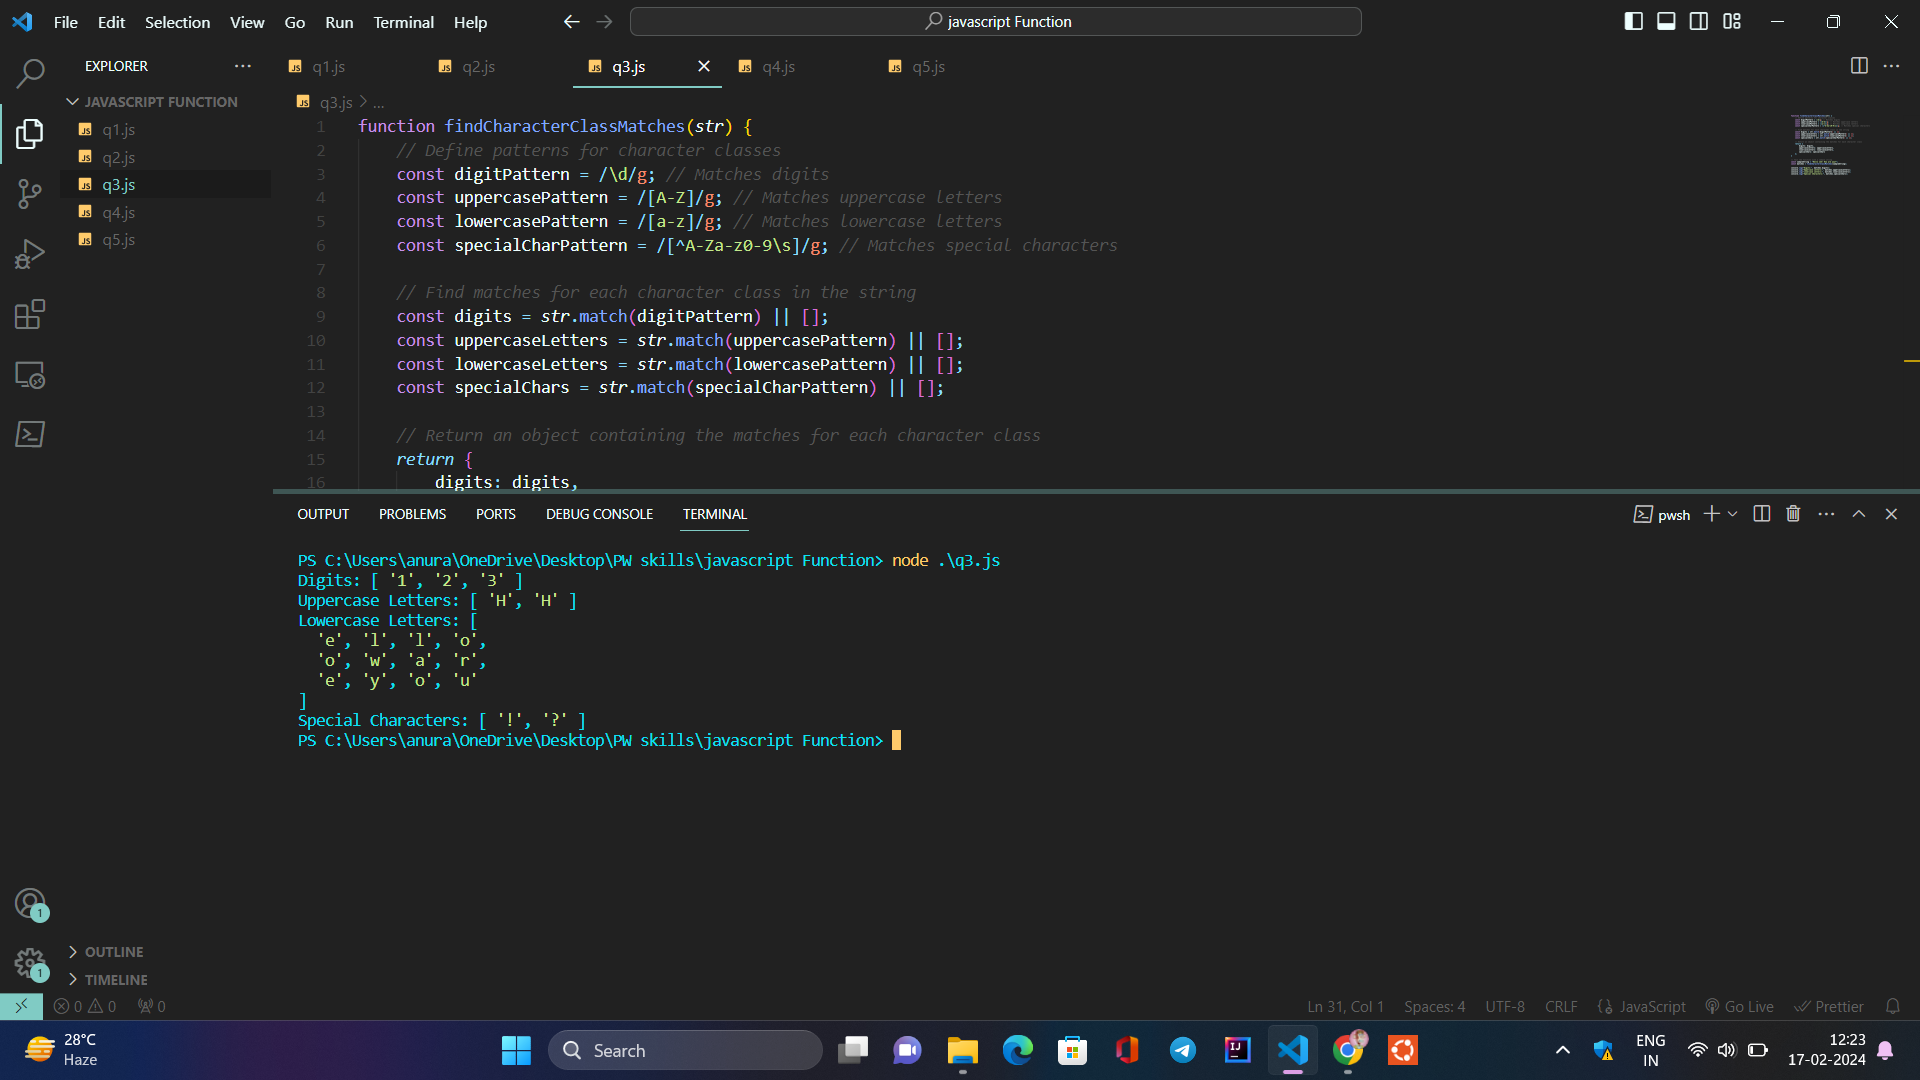 File Edit Selection View Go Run Terminal Help
javascript Function
EXPLORER
q1.js
q2.js
q3.js
q4.js
q5.js
JAVASCRIPT FUNCTION
q1.js
q2.js
q3.js
q4.js
q5.js
q3.js > ...
1 function findCharacterClassMatches(str) {
2 // Define patterns for character classes
3 const digitPattern = /\d/g; // Matches digits
4 const uppercasePattern = /[A-Z]/g; // Matches uppercase letters
5 const lowercasePattern = /[a-z]/g; // Matches lowercase letters
6 const specialCharPattern = /[^A-Za-z0-9\s]/g; // Matches special characters
7
8 // Find matches for each character class in the string
9 const digits = str.match(digitPattern) || [];
10 const uppercaseLetters = str.match(uppercasePattern) || [];
11 const lowercaseLetters = str.match(lowercasePattern) || [];
12 const specialChars = str.match(specialCharPattern) || [];
13
14 // Return an object containing the matches for each character class
15 return {
16 digits: digits,
OUTPUT PROBLEMS PORTS DEBUG CONSOLE TERMINAL
pwsh
PS C:\Users\anura\OneDrive\Desktop\PW skills\javascript Function> node .\q3.js
Digits: [ '1', '2', '3' ]
Uppercase Letters: [ 'H', 'H' ]
Lowercase Letters: [
'e', 'l', 'l', 'o',
'o', 'w', 'a', 'r',
'e', 'y', 'o', 'u'
]
Special Characters: [ '!', '?' ]
PS C:\Users\anura\OneDrive\Desktop\PW skills\javascript Function>
1
1
OUTLINE
TIMELINE
0 0 0
Ln 31, Col 1 Spaces: 4 UTF-8 CRLF JavaScript Go Live Prettier
28°C
Haze
Search
ENG
IN
12:23
17-02-2024